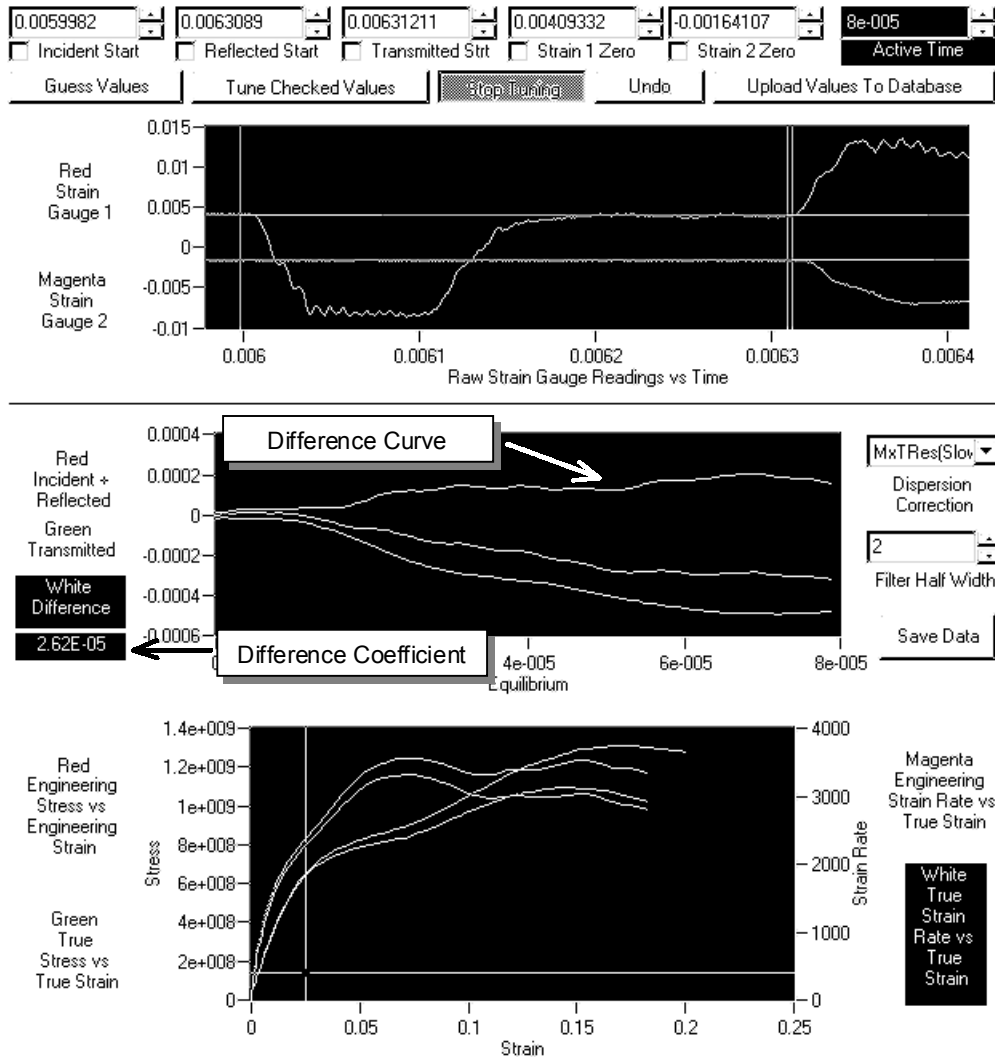 0.0059982 0.0063089 0.00631211 0.00409332 -0.00164107 8e-005
Incident Start Reflected Start Transmitted Strt Strain 1 Zero Strain 2 Zero Active Time
Guess Values Tune Checked Values Stop Tuning Undo Upload Values To Database
Red
Strain
Gauge 1
Magenta
Strain
Gauge 2
0.015
0.01
0.005
0
-0.005
-0.01
0.006 0.0061 0.0062 0.0063 0.0064
Raw Strain Gauge Readings vs Time
Red
Incident +
Reflected
Green
Transmitted
White
Difference
2.62E-05
0.0004
0.0002
0
-0.0002
-0.0004
-0.0006
Difference Curve
Difference Coefficient
4e-005 6e-005 8e-005
Equilibrium
MxTRes(Slow
Dispersion
Correction
2
Filter Half Width
Save Data
Red
Engineering
Stress vs
Engineering
Strain
Green
True
Stress vs
True Strain
Stress
1.4e+009
1.2e+009
1e+009
8e+008
6e+008
4e+008
2e+008
0
0 0.05 0.1 0.15 0.2 0.25
Strain
4000
3000
2000
1000
0
Strain Rate
Magenta
Engineering
Strain Rate vs
True Strain
White
True
Strain
Rate vs
True
Strain